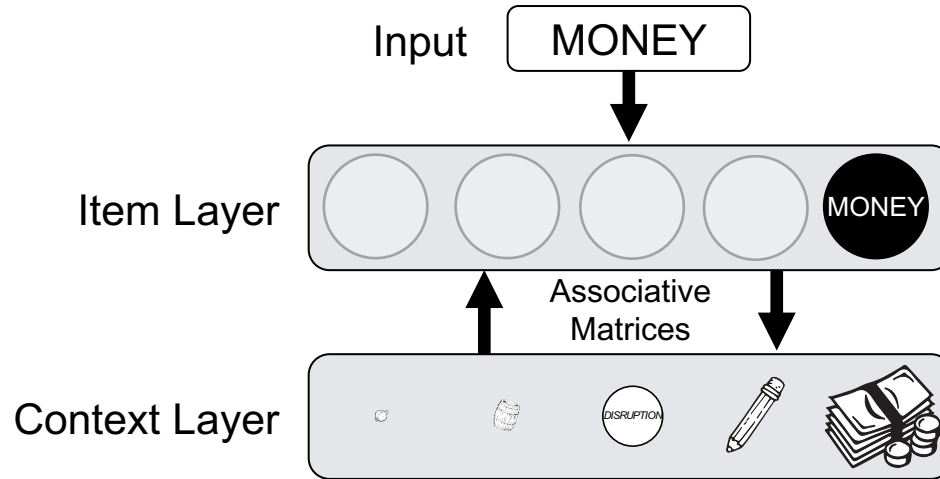 Input
MONEY
Item Layer
MONEY
Associative
Matrices
Context Layer
DISRUPTION